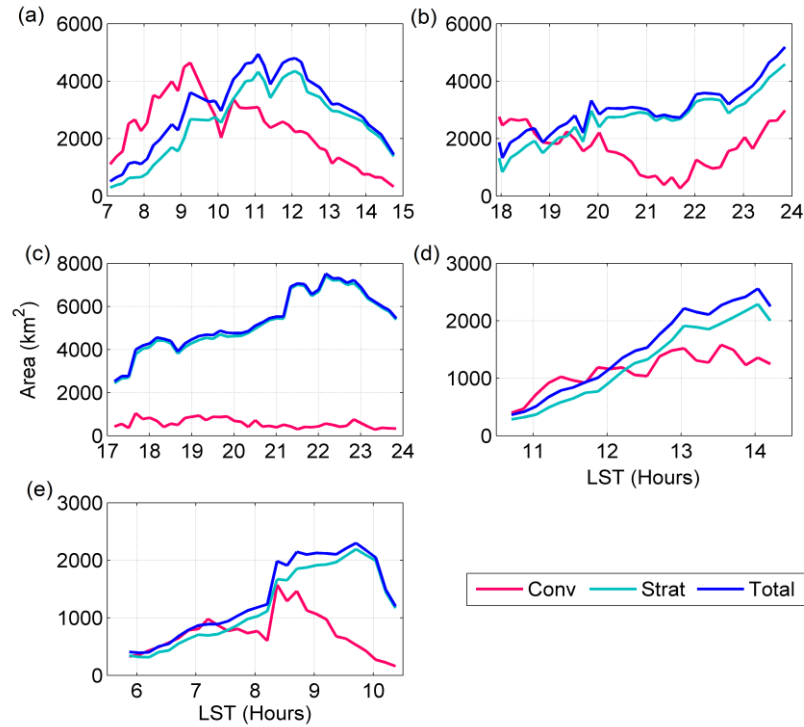 (a)
6000
4000
2000
0
7 8 9 10 11 12 13 14 15
(b)
6000
4000
2000
0
18 19 20 21 22 23 24
(c)
8000
6000
4000
2000
0
17 18 19 20 21 22 23 24
Area (km²)
(d)
3000
2000
1000
0
11 12 13 14
LST (Hours)
(e)
3000
2000
1000
0
6 7 8 9 10
LST (Hours)
Conv Strat Total